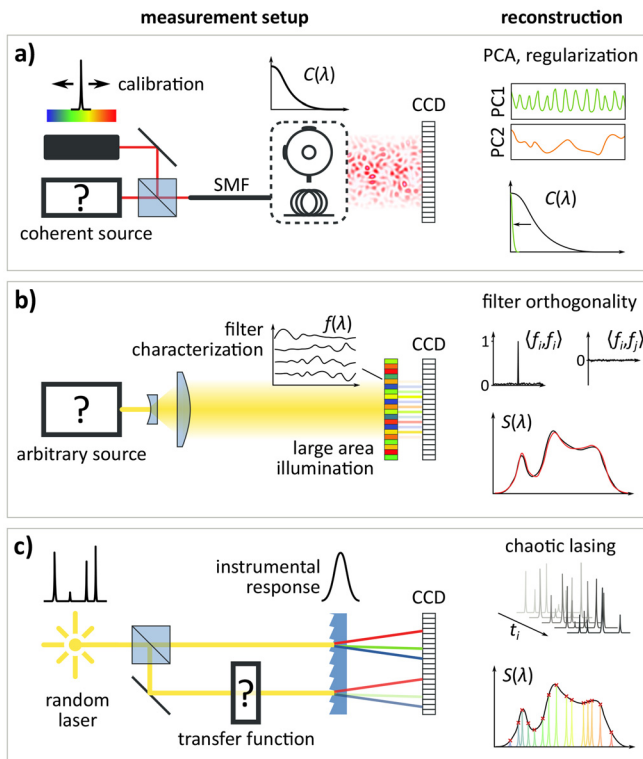 measurement setup
reconstruction
a)
calibration
C(λ)
CCD
?
SMF
coherent source
PCA, regularization
PC1
PC2
C(λ)
b)
filter
characterization
f(λ)
CCD
?
arbitrary source
large area
illumination
filter orthogonality
1
0
⟨fᵢ,fᵢ⟩
0
⟨fᵢ,fⱼ⟩
S(λ)
c)
instrumental
response
CCD
random
laser
?
transfer function
chaotic lasing
tᵢ
S(λ)